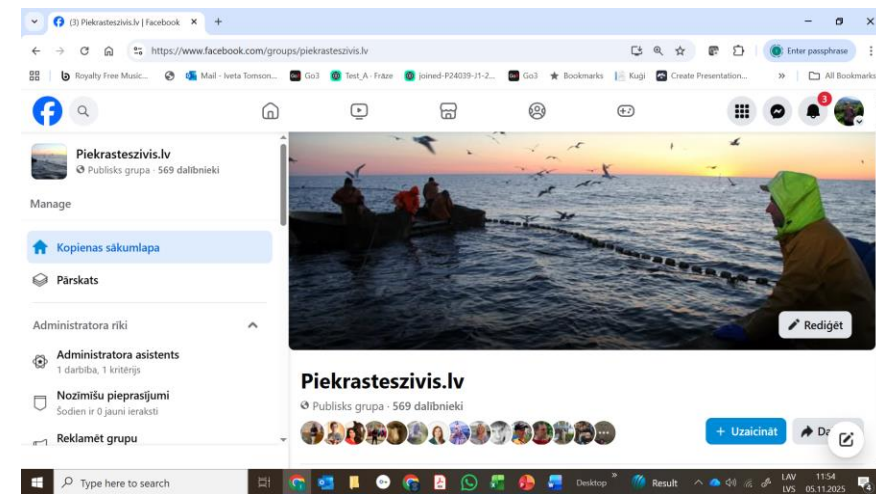 (3) Piekrasteszivis.lv | Facebook
https://www.facebook.com/groups/piekrasteszivis.lv
Enter passphrase
Royalty Free Music...
Mail - Iveta Tomson...
Go3
Test_A - Fraze
joined-P24039-J1-2...
Go3
Bookmarks
Kugi
Create Presentation...
All Bookmarks
3
Piekrasteszivis.lv
Publisks grupa · 569 dalībnieki
Manage
Kopienas sākumlapa
Pārskats
Administratora rīki
Administratora asistents
1 darbība, 1 kritērijs
Nozīmīšu pieprasījumi
Šodien ir 0 jauni ieraksti
Reklamēt grupu
Rediģēt
Piekrasteszivis.lv
Publisks grupa · 569 dalībnieki
+ Uzaicināt
Type here to search
Desktop
Result
LAV
LVS
11:54
05.11.2025
4